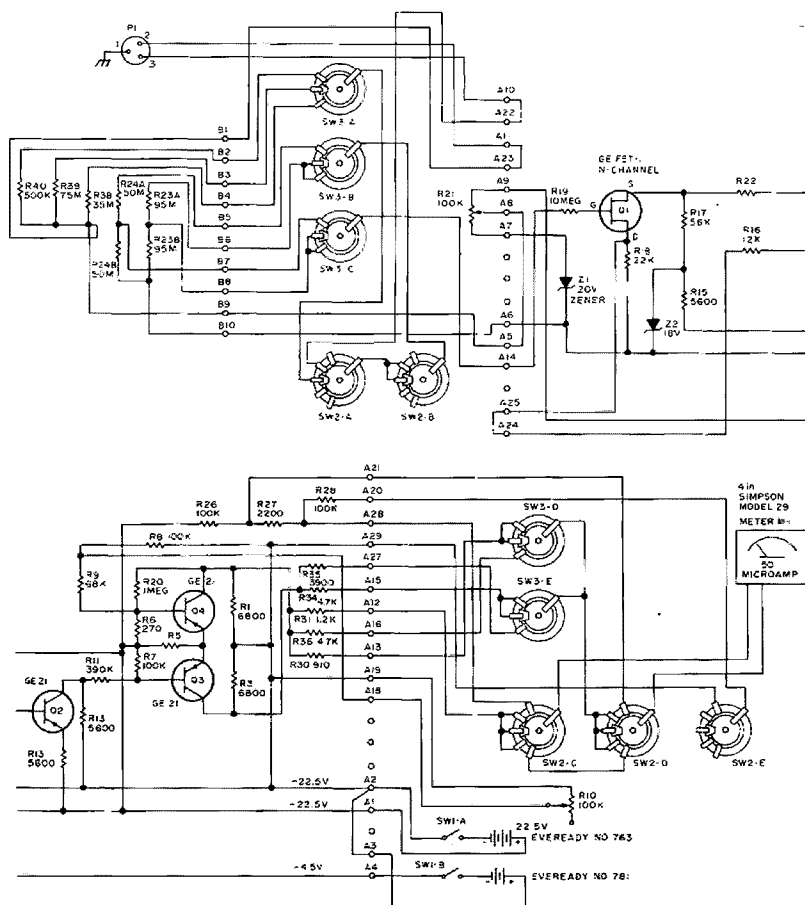 P1
1
2
3
SW3-A
SW3-B
SW3-C
SW2-A
SW2-B
B1
B2
B3
B4
B5
B6
B7
B8
B9
B10
R40
500K
R39
75M
R38
35M
R24A
50M
R23A
95M
R24B
50M
R23B
95M
A10
A22
A23
A9
A8
A7
A6
A5
A14
A25
A24
R21
100K
R19
10MEG
GE FET-1
N-CHANNEL
S
G
Q1
R18
22K
Z1
20V
ZENER
R17
56K
R22
R16
12K
R15
5600
Z2
18V
A21
A20
A28
A29
A27
A15
A12
A16
A13
A19
A18
A2
A1
A3
A4
R26
100K
R27
2200
R28
100K
R8 100K
R9
68K
R20
1MEG
GE 21
Q4
R6
270
R5
R7
100K
R11
390K
Q3
GE 21
R1
6800
R3
6800
R35
3900
R34
47K
R31 1.2K
R36 47K
R30 910
GE 21
Q2
R13
5600
R13
5600
-22.5V
-22.5V
-4.5V
SW3-D
SW3-E
SW2-C
SW2-D
SW2-E
4 in
SIMPSON
MODEL 29
METER
50
MICROAMP
R10
100K
SW1-A
22.5V
EVEREADY NO 763
SW1-B
EVEREADY NO 781